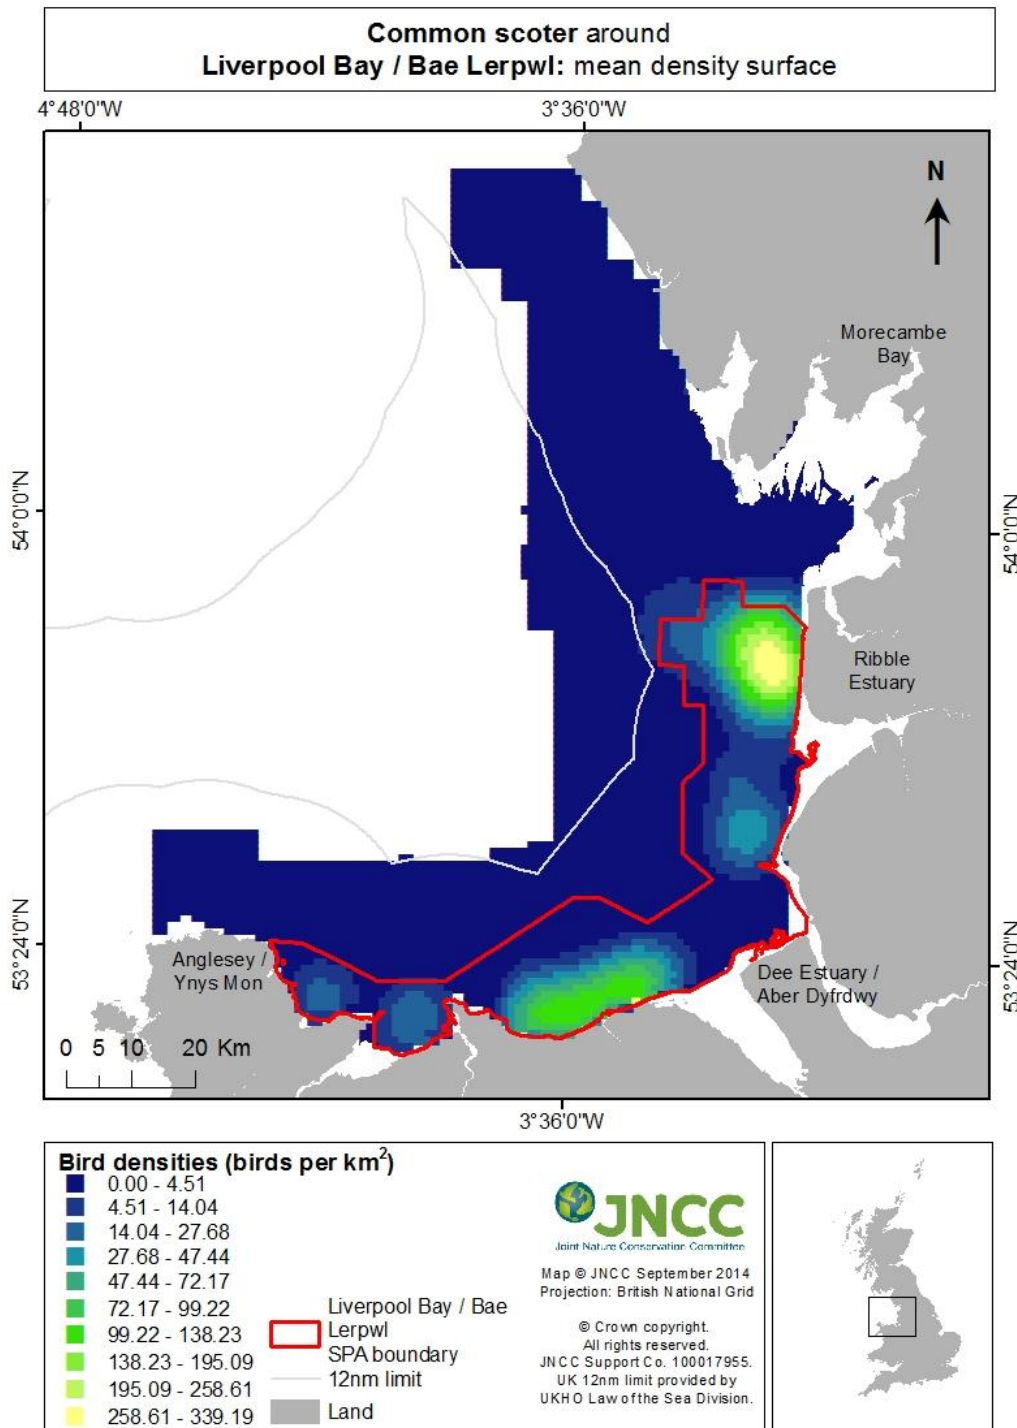 Common scoter around
Liverpool Bay / Bae Lerpwl: mean density surface
4°48'0"W
3°36'0"W
N
Morecambe
Bay
54°0'0"N
54°0'0"N
Ribble
Estuary
53°24'0"N
53°24'0"N
Anglesey /
Ynys Mon
Dee Estuary /
Aber Dyfrdwy
0 5 10 20 Km
3°36'0"W
Bird densities (birds per km²)
0.00 - 4.51
4.51 - 14.04
14.04 - 27.68
27.68 - 47.44
47.44 - 72.17
72.17 - 99.22
99.22 - 138.23
138.23 - 195.09
195.09 - 258.61
258.61 - 339.19
Liverpool Bay / Bae
Lerpwl
SPA boundary
12nm limit
Land
JNCC
Joint Nature Conservation Committee
Map © JNCC September 2014
Projection: British National Grid
© Crown copyright.
All rights reserved.
JNCC Support Co. 100017955.
UK 12nm limit provided by
UKHO Law of the Sea Division.